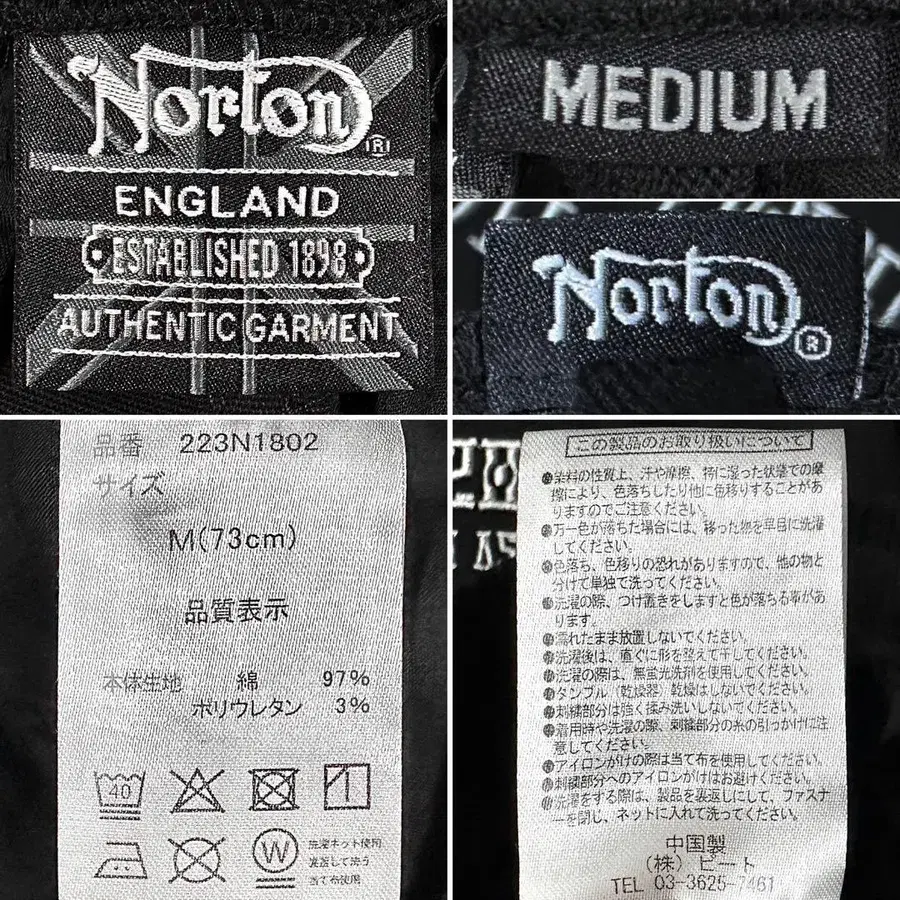 Norton
®
ENGLAND
ESTABLISHED 1898
AUTHENTIC GARMENT
MEDIUM
Norton
®
品番 223N1802
サイズ
M(73cm)
品質表示
本体生地 綿 97%
ポリウレタン 3%
40
W
洗濯ネット使用
裏返して洗う
当て布使用
この製品のお取り扱いについて
●染料の性質上、汗や摩擦、特に湿った状態での摩
擦により、色落ちしたり他に色移りすることがあ
りますのでご注意ください。
●万一色が落ちた場合には、移った物を早目に洗濯
してください。
●色落ち、色移りの恐れがありますので、他の物と
分けて単独で洗ってください。
●洗濯の際、つけ置きをしますと色が落ちる事があ
ります。
●濡れたまま放置しないでください。
●洗濯後は、直ぐに形を整えて干してください。
●洗濯の際は、無蛍光洗剤を使用してください。
●タンブル(乾燥器)乾燥はしないでください。
●刺繍部分は強く揉み洗いしないでください。
●着用時や洗濯の際、刺繍部分の糸の引っかけに注
意してください。
●アイロンがけの際は当て布を使用してください。
●刺繍部分へのアイロンがけはお避けください。
●洗濯をする際は、製品を裏返しにして、ファスナ
ーを閉じ、ネットに入れて洗ってください。
中国製
(株)ビート
TEL 03-3625-7461